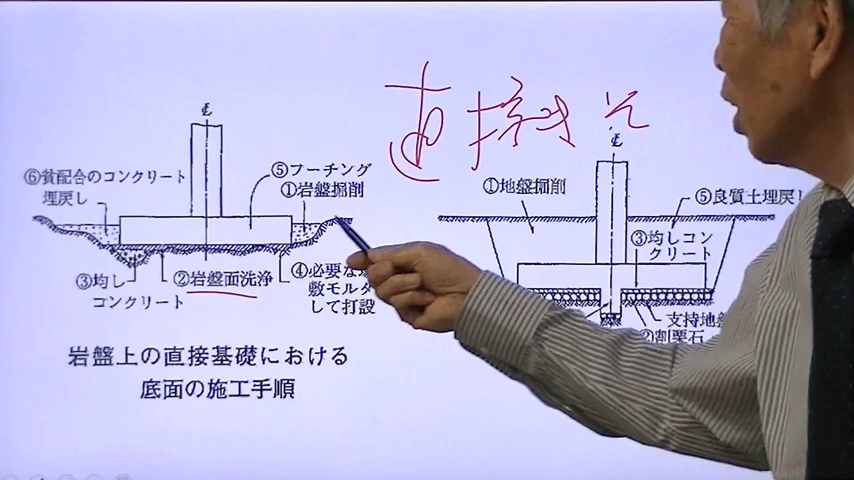 直接きそ
℄
⑥貧配合のコンクリート
埋戻し
⑤フーチング
①岩盤掘削
③均し
コンクリート
②岩盤面洗浄
④必要な
敷モルタ
して打設
岩盤上の直接基礎における
底面の施工手順
℄
①地盤掘削
⑤良質土埋戻し
③均しコン
クリート
支持地盤
②割栗石